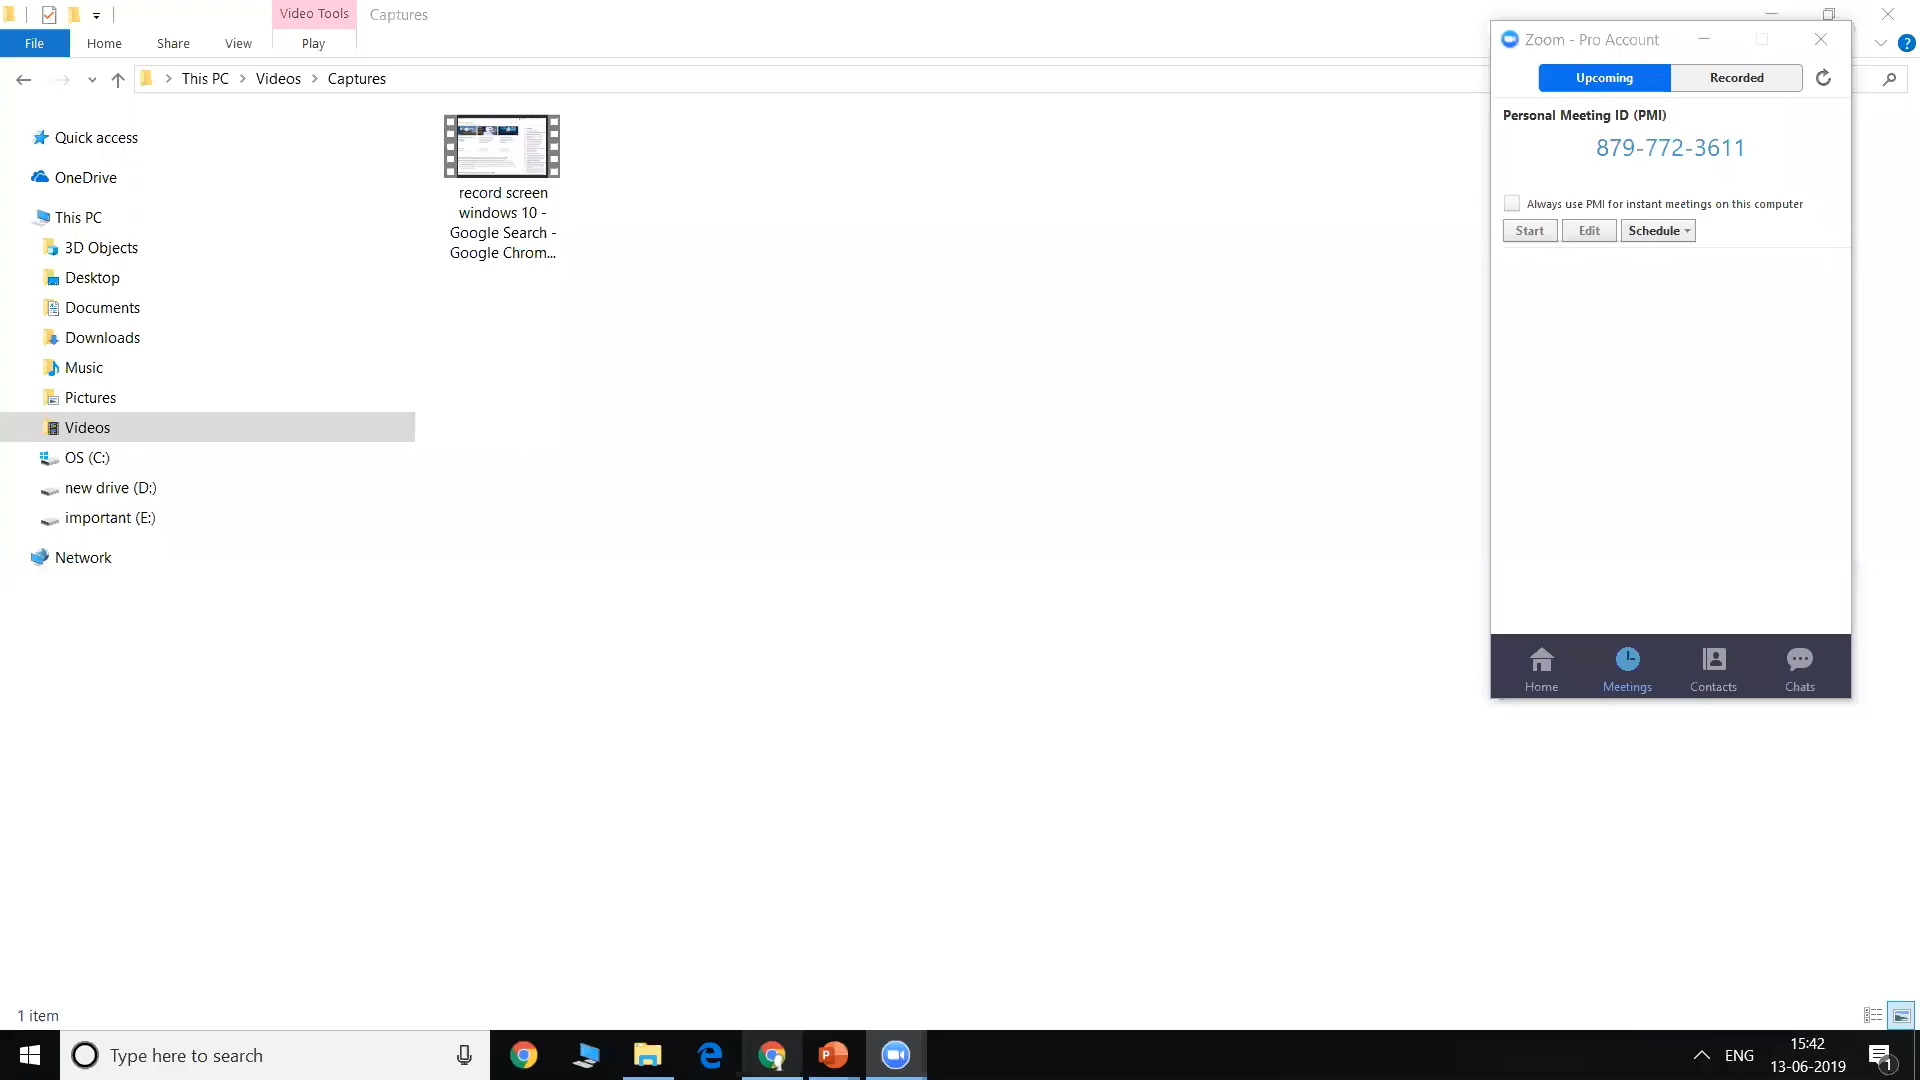 Video Tools
Captures
File
Home
Share
View
Play
This PC
Videos
Captures
Quick access
OneDrive
This PC
3D Objects
Desktop
Documents
Downloads
Music
Pictures
Videos
OS (C:)
new drive (D:)
important (E:)
Network
record screen
windows 10 -
Google Search -
Google Chrom...
Zoom - Pro Account
Upcoming
Recorded
Personal Meeting ID (PMI)
879-772-3611
Always use PMI for instant meetings on this computer
Start
Edit
Schedule
Home
Meetings
Contacts
Chats
1 item
Type here to search
ENG
15:42
13-06-2019
1